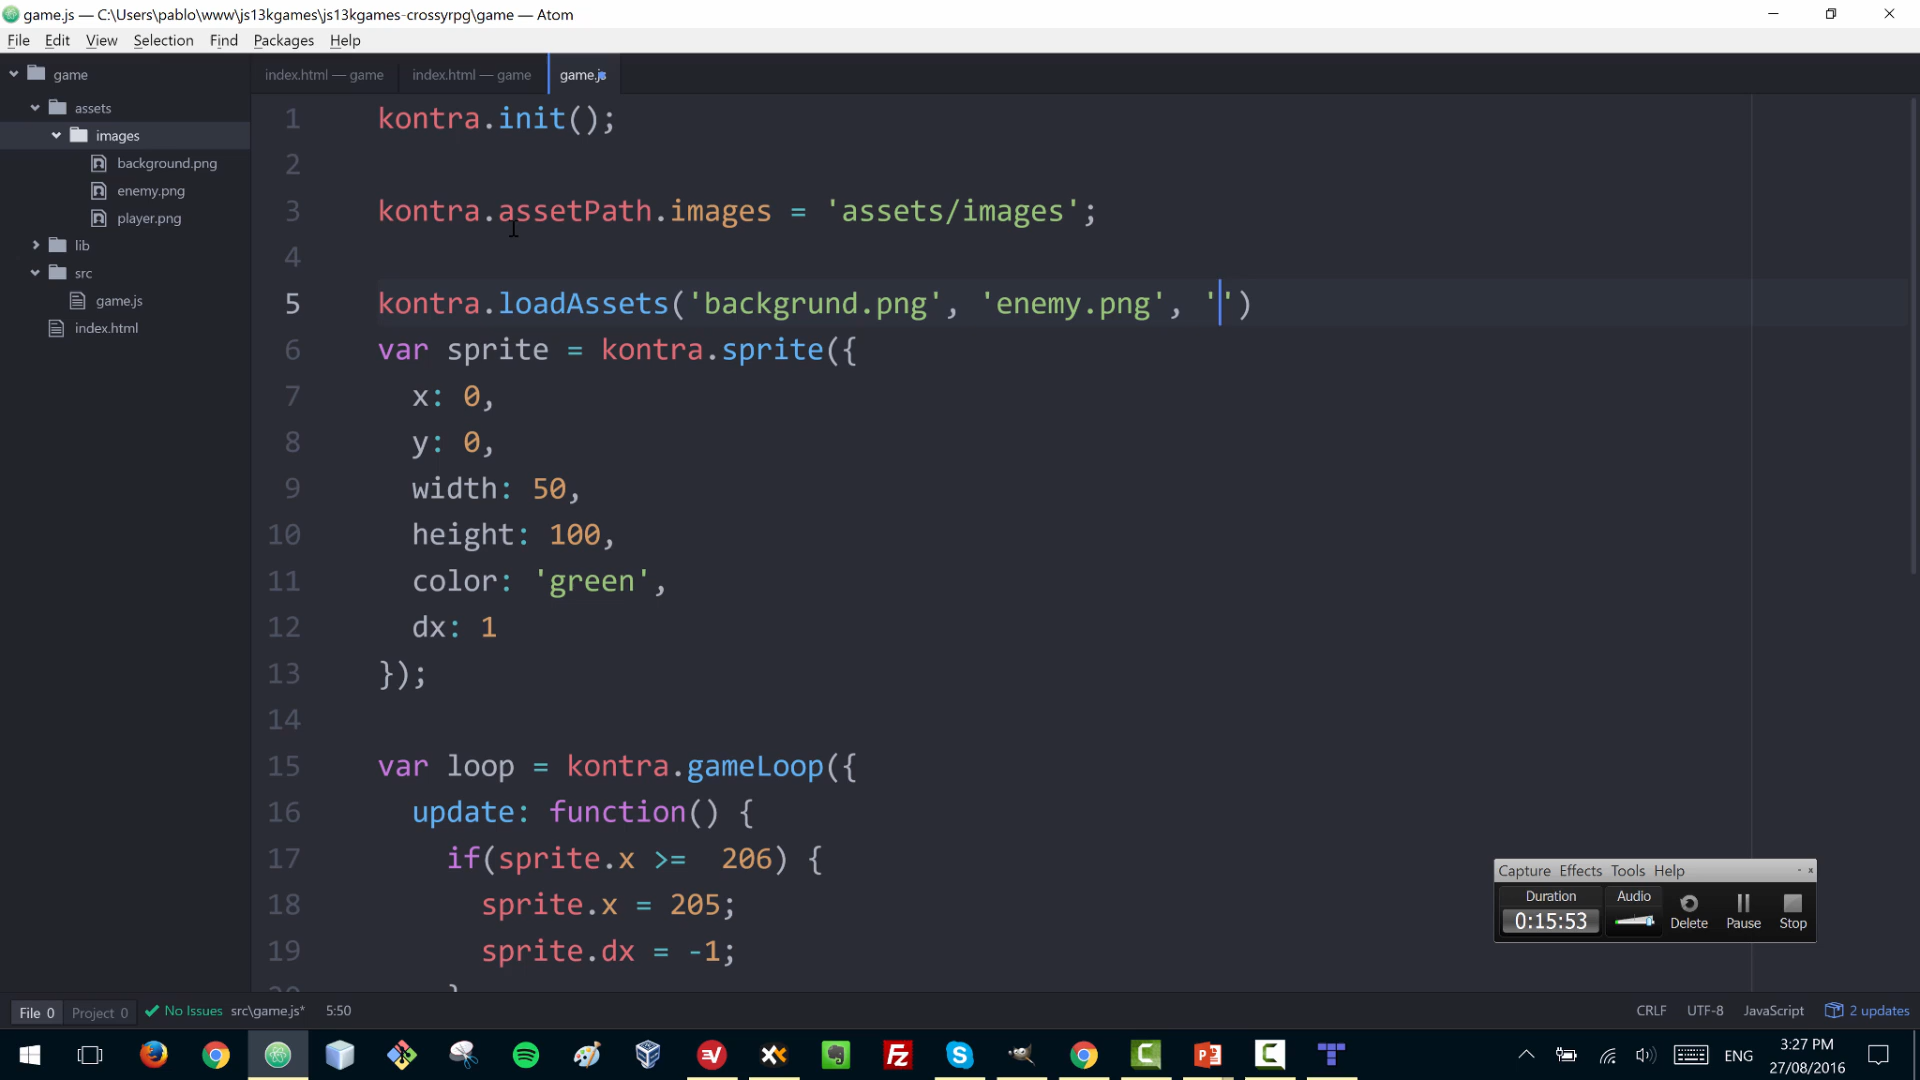 game.js — C:\Users\pablo\www\js13kgames\js13kgames-crossyrpg\game — Atom
File Edit View Selection Find Packages Help
game
assets
images
background.png
enemy.png
player.png
lib
src
game.js
index.html
index.html — game index.html — game game.js
1 kontra.init();
2
3 kontra.assetPath.images = 'assets/images';
4
5 kontra.loadAssets('backgrund.png', 'enemy.png', '')
6 var sprite = kontra.sprite({
7 x: 0,
8 y: 0,
9 width: 50,
10 height: 100,
11 color: 'green',
12 dx: 1
13 });
14
15 var loop = kontra.gameLoop({
16 update: function() {
17 if(sprite.x >=  206) {
18 sprite.x = 205;
19 sprite.dx = -1;
20 }
Capture Effects Tools Help
Duration Audio
0:15:53 Delete Pause Stop
File 0 Project 0 No Issues src\game.js* 5:50 CRLF UTF-8 JavaScript 2 updates
ENG 3:27 PM
27/08/2016